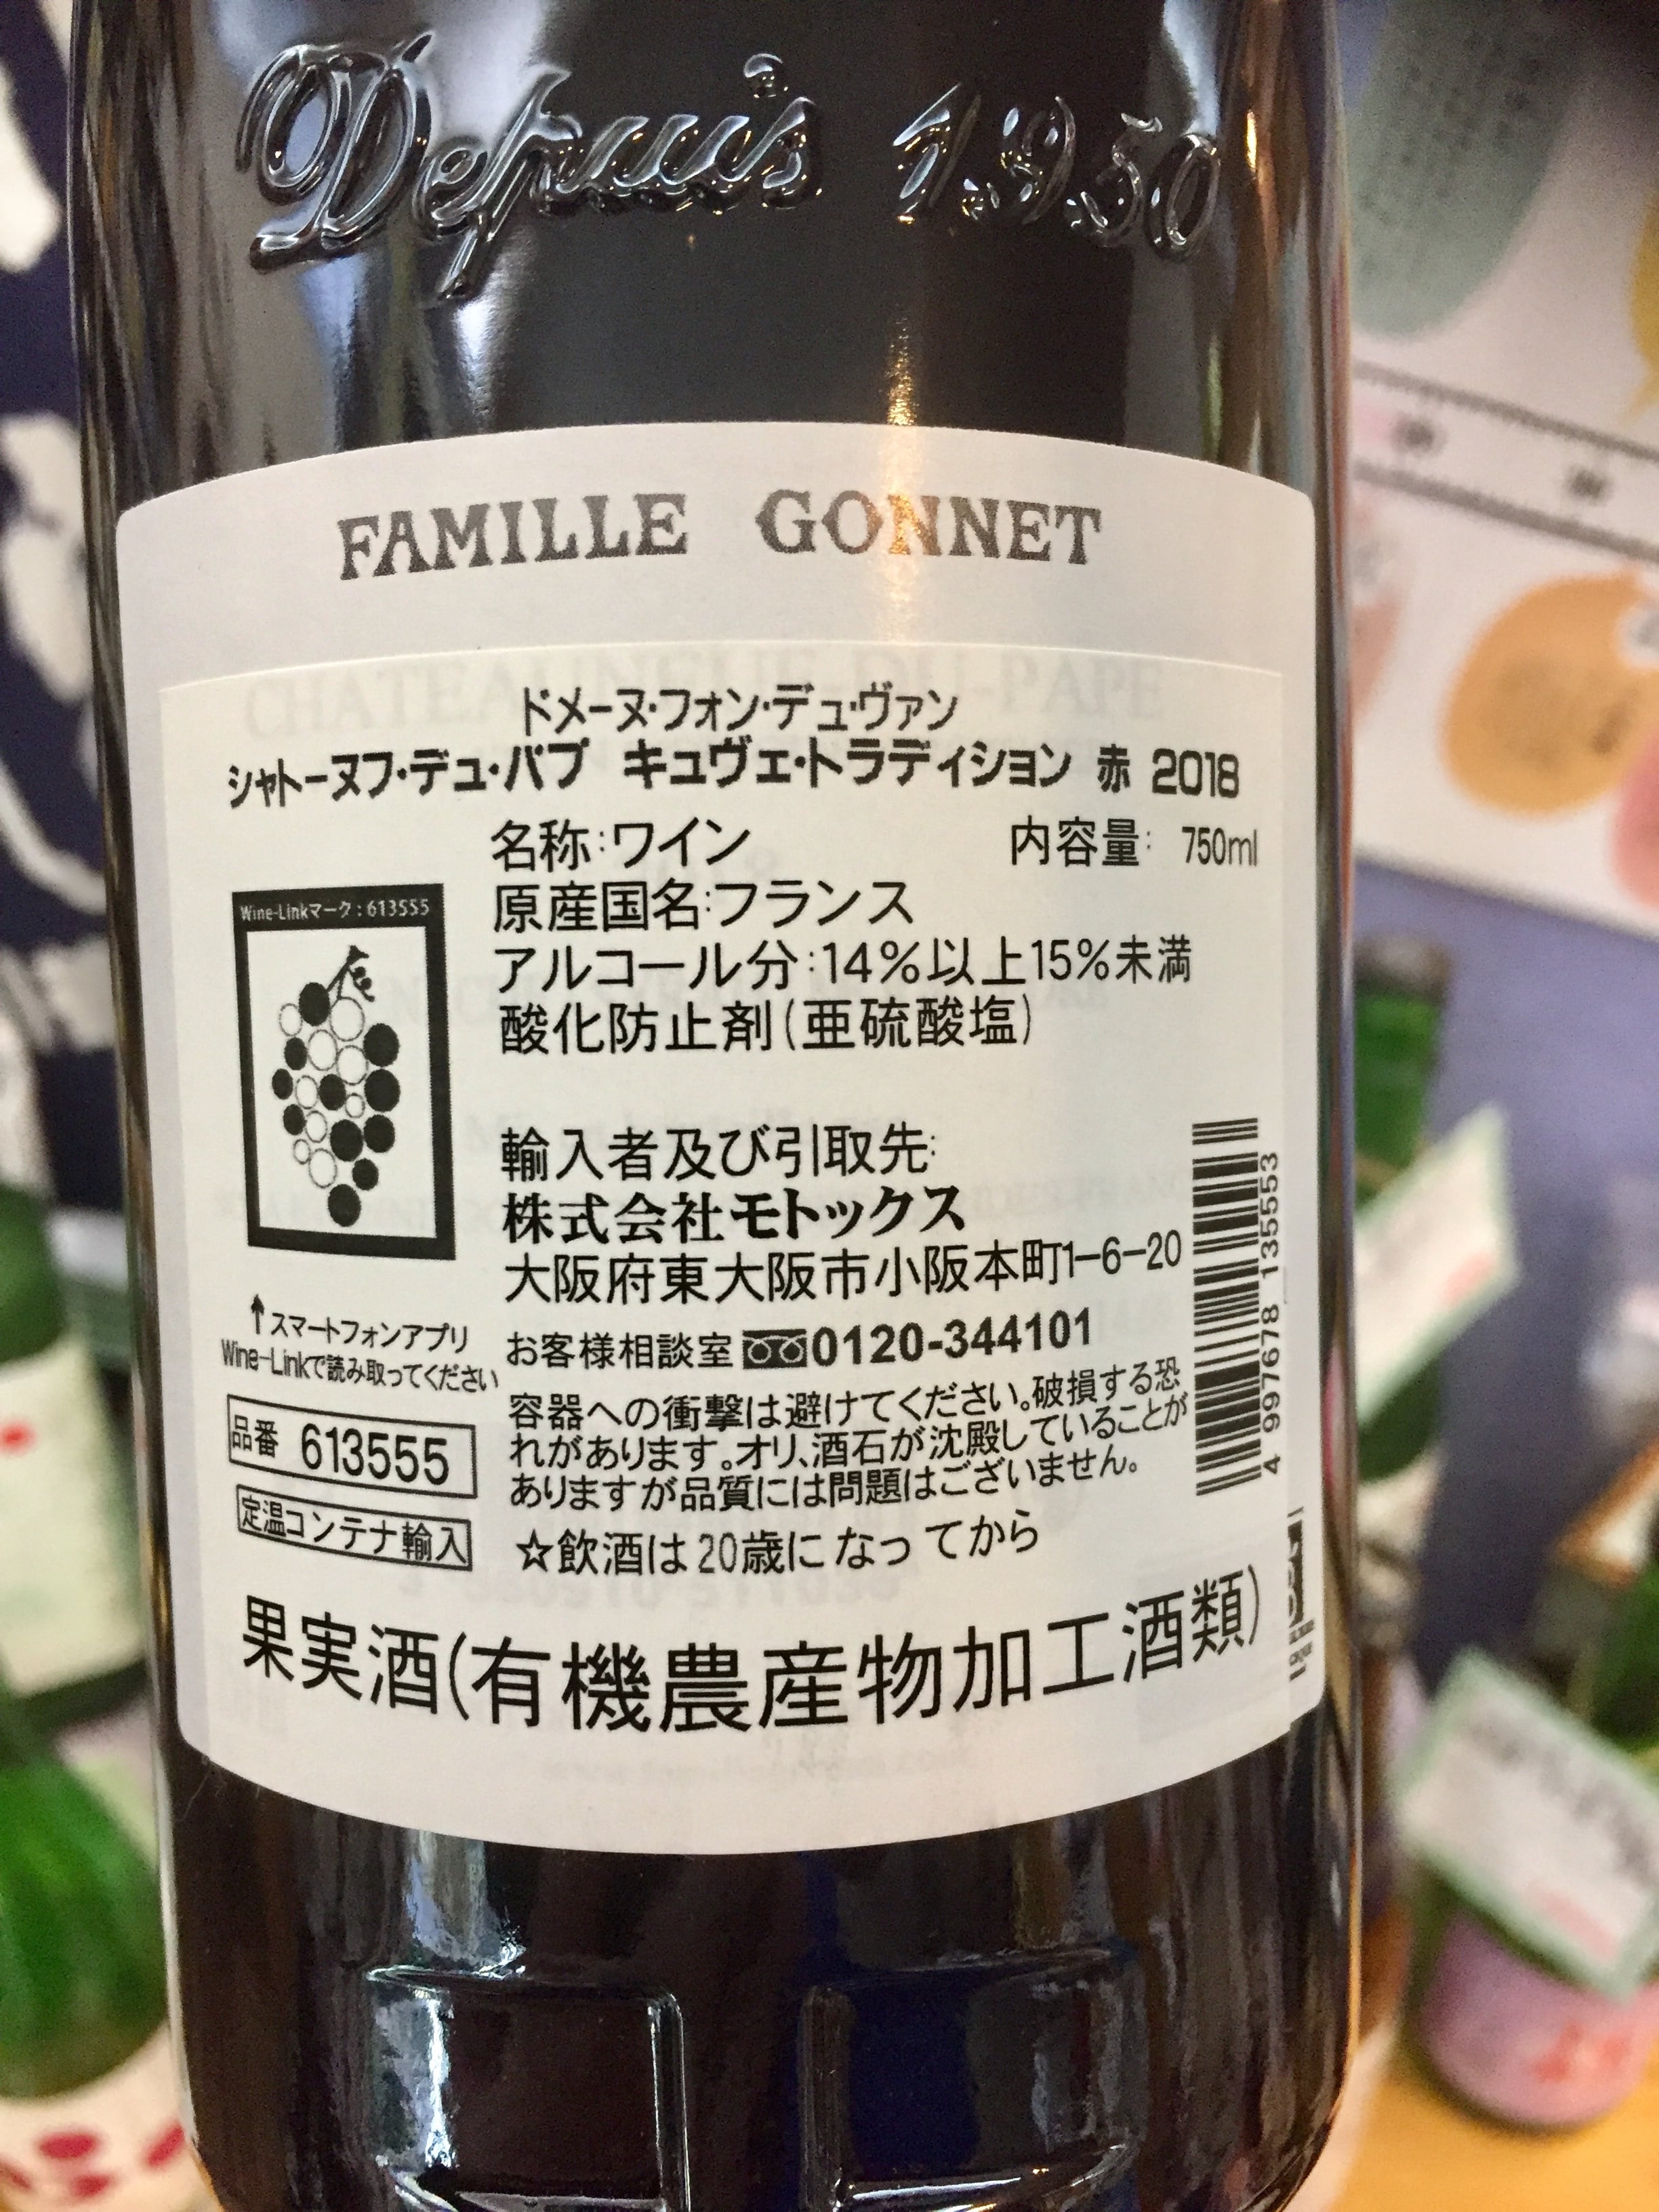 Depuis 1950
FAMILLE GONNET
CHATEAUNEUF-DU-PAPE
ドメーヌ・フォン・デュ・ヴァン
シャトーヌフ・デュ・パプ キュヴェ・トラディション 赤 2018
名称:ワイン 内容量: 750ml
原産国名:フランス
アルコール分:14%以上15%未満
酸化防止剤(亜硫酸塩)
Wine-Linkマーク:613555
輸入者及び引取先:
株式会社モトックス
大阪府東大阪市小阪本町1-6-20
お客様相談室 0120-344101
容器への衝撃は避けてください。破損する恐
れがあります。オリ、酒石が沈殿していることが
ありますが品質には問題はございません。
☆飲酒は20歳になってから
↑スマートフォンアプリ
Wine-Linkで読み取ってください
品番 613555
定温コンテナ輸入
4 997678 135553
果実酒(有機農産物加工酒類)